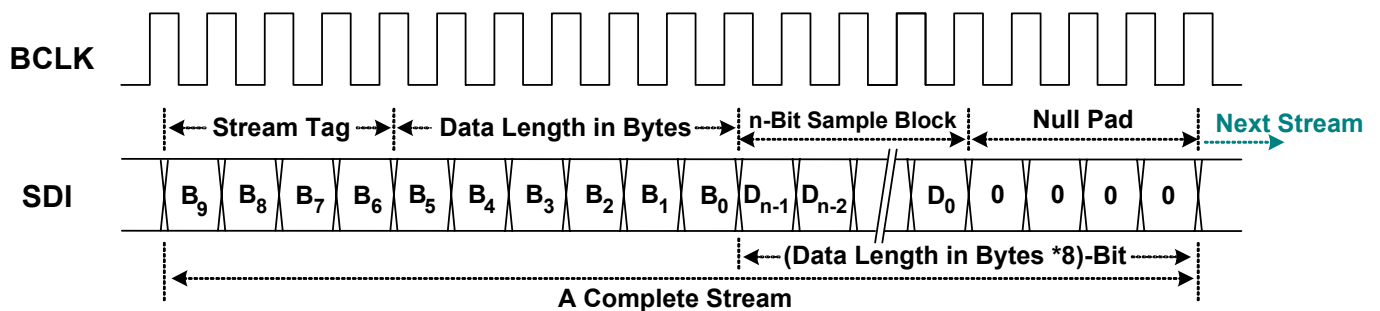 BCLK
Stream Tag Data Length in Bytes n-Bit Sample Block Null Pad Next Stream
SDI B9 B8 B7 B6 B5 B4 B3 B2 B1 B0 Dn-1 Dn-2 D0 0 0 0 0
(Data Length in Bytes *8)-Bit
A Complete Stream